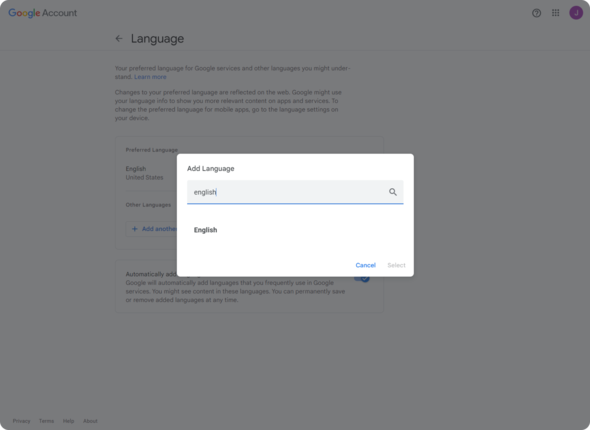 Google Account
J
Language
Your preferred language for Google services and other languages you might under-
stand. Learn more
Changes to your preferred language are reflected on the web. Google might use
your language info to show you more relevant content on apps and services. To
change the preferred language for mobile apps, go to the language settings on
your device.
Preferred Language
English
United States
Other Languages
+ Add another
Add Language
english
English
Cancel Select
Automatically add
Google will automatically add languages that you frequently use in Google
services. You might see content in these languages. You can permanently save
or remove added languages at any time.
Privacy Terms Help About